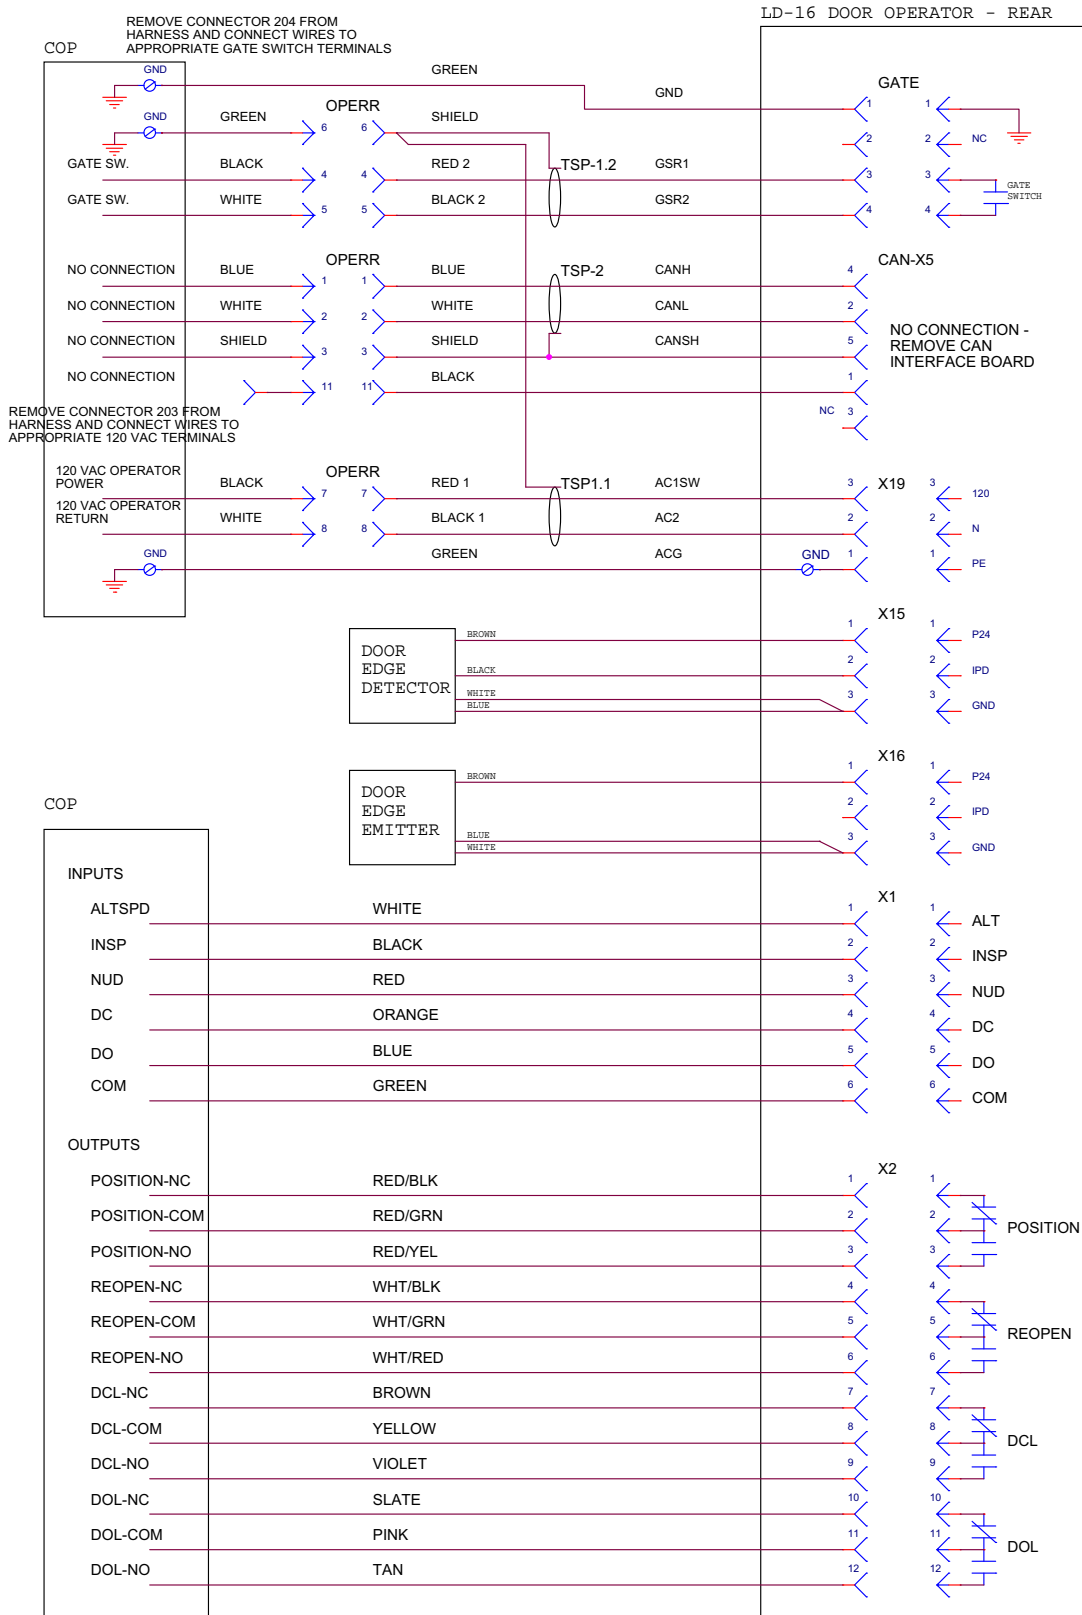 LD-16 DOOR OPERATOR - REAR
REMOVE CONNECTOR 204 FROM
HARNESS AND CONNECT WIRES TO
APPROPRIATE GATE SWITCH TERMINALS
COP
GND GREEN GND GATE
1 1
GND GREEN OPERR SHIELD
6 6
2 2 NC
GATE SW. BLACK 4 4 RED 2 TSP-1.2 GSR1 3 3
GATE
SWITCH
GATE SW. WHITE 5 5 BLACK 2 GSR2 4 4
OPERR CAN-X5
NO CONNECTION BLUE 1 1 BLUE TSP-2 CANH 4
NO CONNECTION WHITE 2 2 WHITE CANL 2
NO CONNECTION SHIELD 3 3 SHIELD CANSH 5
NO CONNECTION -
REMOVE CAN
INTERFACE BOARD
NO CONNECTION 11 11 BLACK 1
NC 3
REMOVE CONNECTOR 203 FROM
HARNESS AND CONNECT WIRES TO
APPROPRIATE 120 VAC TERMINALS
OPERR X19
120 VAC OPERATOR
POWER
BLACK 7 7 RED 1 TSP1.1 AC1SW 3 3 120
120 VAC OPERATOR
RETURN
WHITE 8 8 BLACK 1 AC2 2 2 N
GND GREEN ACG GND 1 1 PE
X15
DOOR
EDGE
DETECTOR
BROWN 1 1 P24
BLACK 2 2 IPD
WHITE
BLUE 3 3 GND
X16
DOOR
EDGE
EMITTER
BROWN 1 1 P24
2 2 IPD
BLUE
WHITE 3 3 GND
COP
INPUTS
X1
ALTSPD WHITE 1 1 ALT
INSP BLACK 2 2 INSP
NUD RED 3 3 NUD
DC ORANGE 4 4 DC
DO BLUE 5 5 DO
COM GREEN 6 6 COM
OUTPUTS
X2
POSITION-NC RED/BLK 1 1
POSITION-COM RED/GRN 2 2 POSITION
POSITION-NO RED/YEL 3 3
REOPEN-NC WHT/BLK 4 4
REOPEN-COM WHT/GRN 5 5 REOPEN
REOPEN-NO WHT/RED 6 6
DCL-NC BROWN 7 7
DCL-COM YELLOW 8 8 DCL
DCL-NO VIOLET 9 9
DOL-NC SLATE 10 10
DOL-COM PINK 11 11 DOL
DOL-NO TAN 12 12